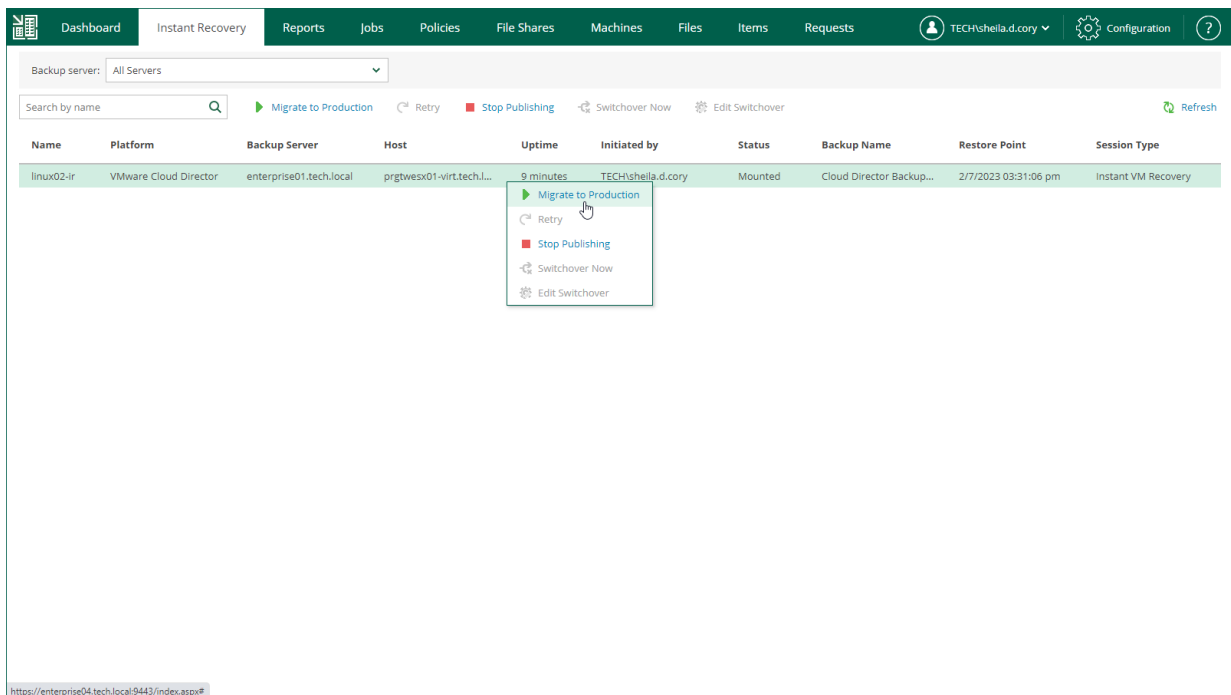 Dashboard Instant Recovery Reports Jobs Policies File Shares Machines Files Items Requests TECH\sheila.d.cory Configuration ?
Backup server: All Servers
Search by name Migrate to Production Retry Stop Publishing Switchover Now Edit Switchover Refresh
Name Platform Backup Server Host Uptime Initiated by Status Backup Name Restore Point Session Type
linux02-ir VMware Cloud Director enterprise01.tech.local prgtwesx01-virt.tech.l... 9 minutes TECH\sheila.d.cory Mounted Cloud Director Backup... 2/7/2023 03:31:06 pm Instant VM Recovery
Migrate to Production
Retry
Stop Publishing
Switchover Now
Edit Switchover
https://enterprise04.tech.local:9443/index.aspx#